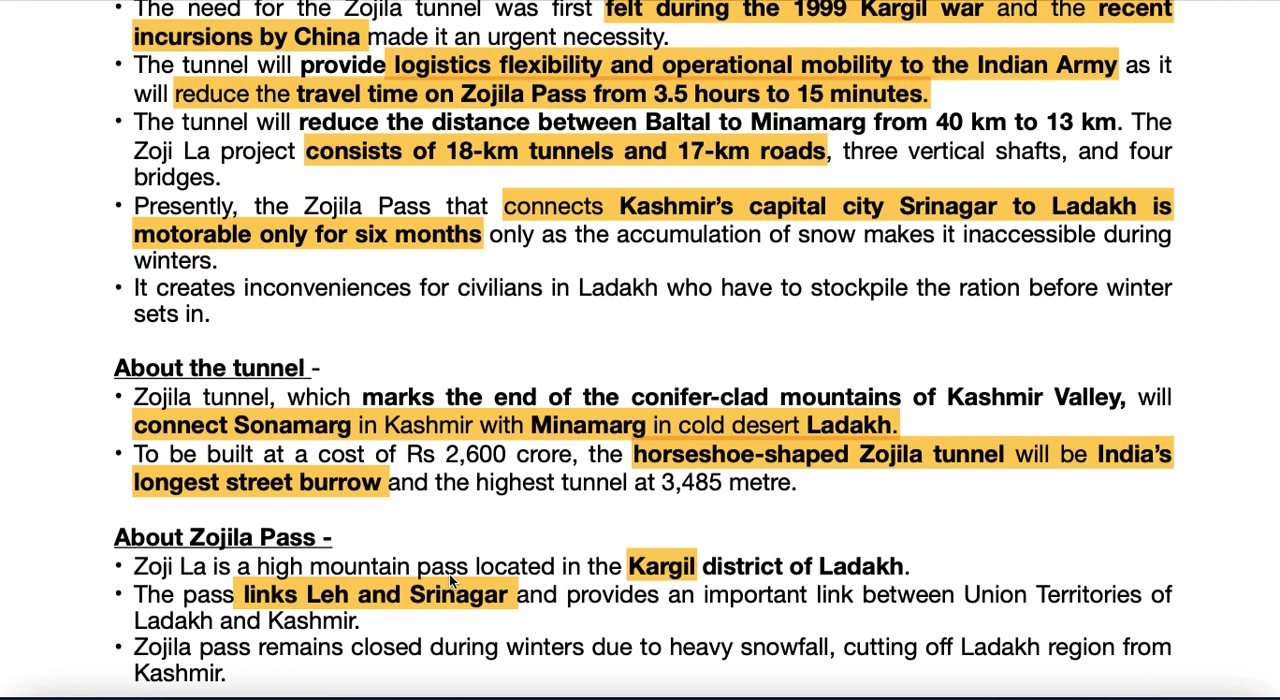 • The need for the Zojila tunnel was first felt during the 1999 Kargil war and the recent
incursions by China made it an urgent necessity.
• The tunnel will provide logistics flexibility and operational mobility to the Indian Army as it
will reduce the travel time on Zojila Pass from 3.5 hours to 15 minutes.
• The tunnel will reduce the distance between Baltal to Minamarg from 40 km to 13 km. The
Zoji La project consists of 18-km tunnels and 17-km roads, three vertical shafts, and four
bridges.
• Presently, the Zojila Pass that connects Kashmir’s capital city Srinagar to Ladakh is
motorable only for six months only as the accumulation of snow makes it inaccessible during
winters.
• It creates inconveniences for civilians in Ladakh who have to stockpile the ration before winter
sets in.
About the tunnel -
• Zojila tunnel, which marks the end of the conifer-clad mountains of Kashmir Valley, will
connect Sonamarg in Kashmir with Minamarg in cold desert Ladakh.
• To be built at a cost of Rs 2,600 crore, the horseshoe-shaped Zojila tunnel will be India’s
longest street burrow and the highest tunnel at 3,485 metre.
About Zojila Pass -
• Zoji La is a high mountain pass located in the Kargil district of Ladakh.
• The pass links Leh and Srinagar and provides an important link between Union Territories of
Ladakh and Kashmir.
• Zojila pass remains closed during winters due to heavy snowfall, cutting off Ladakh region from
Kashmir.